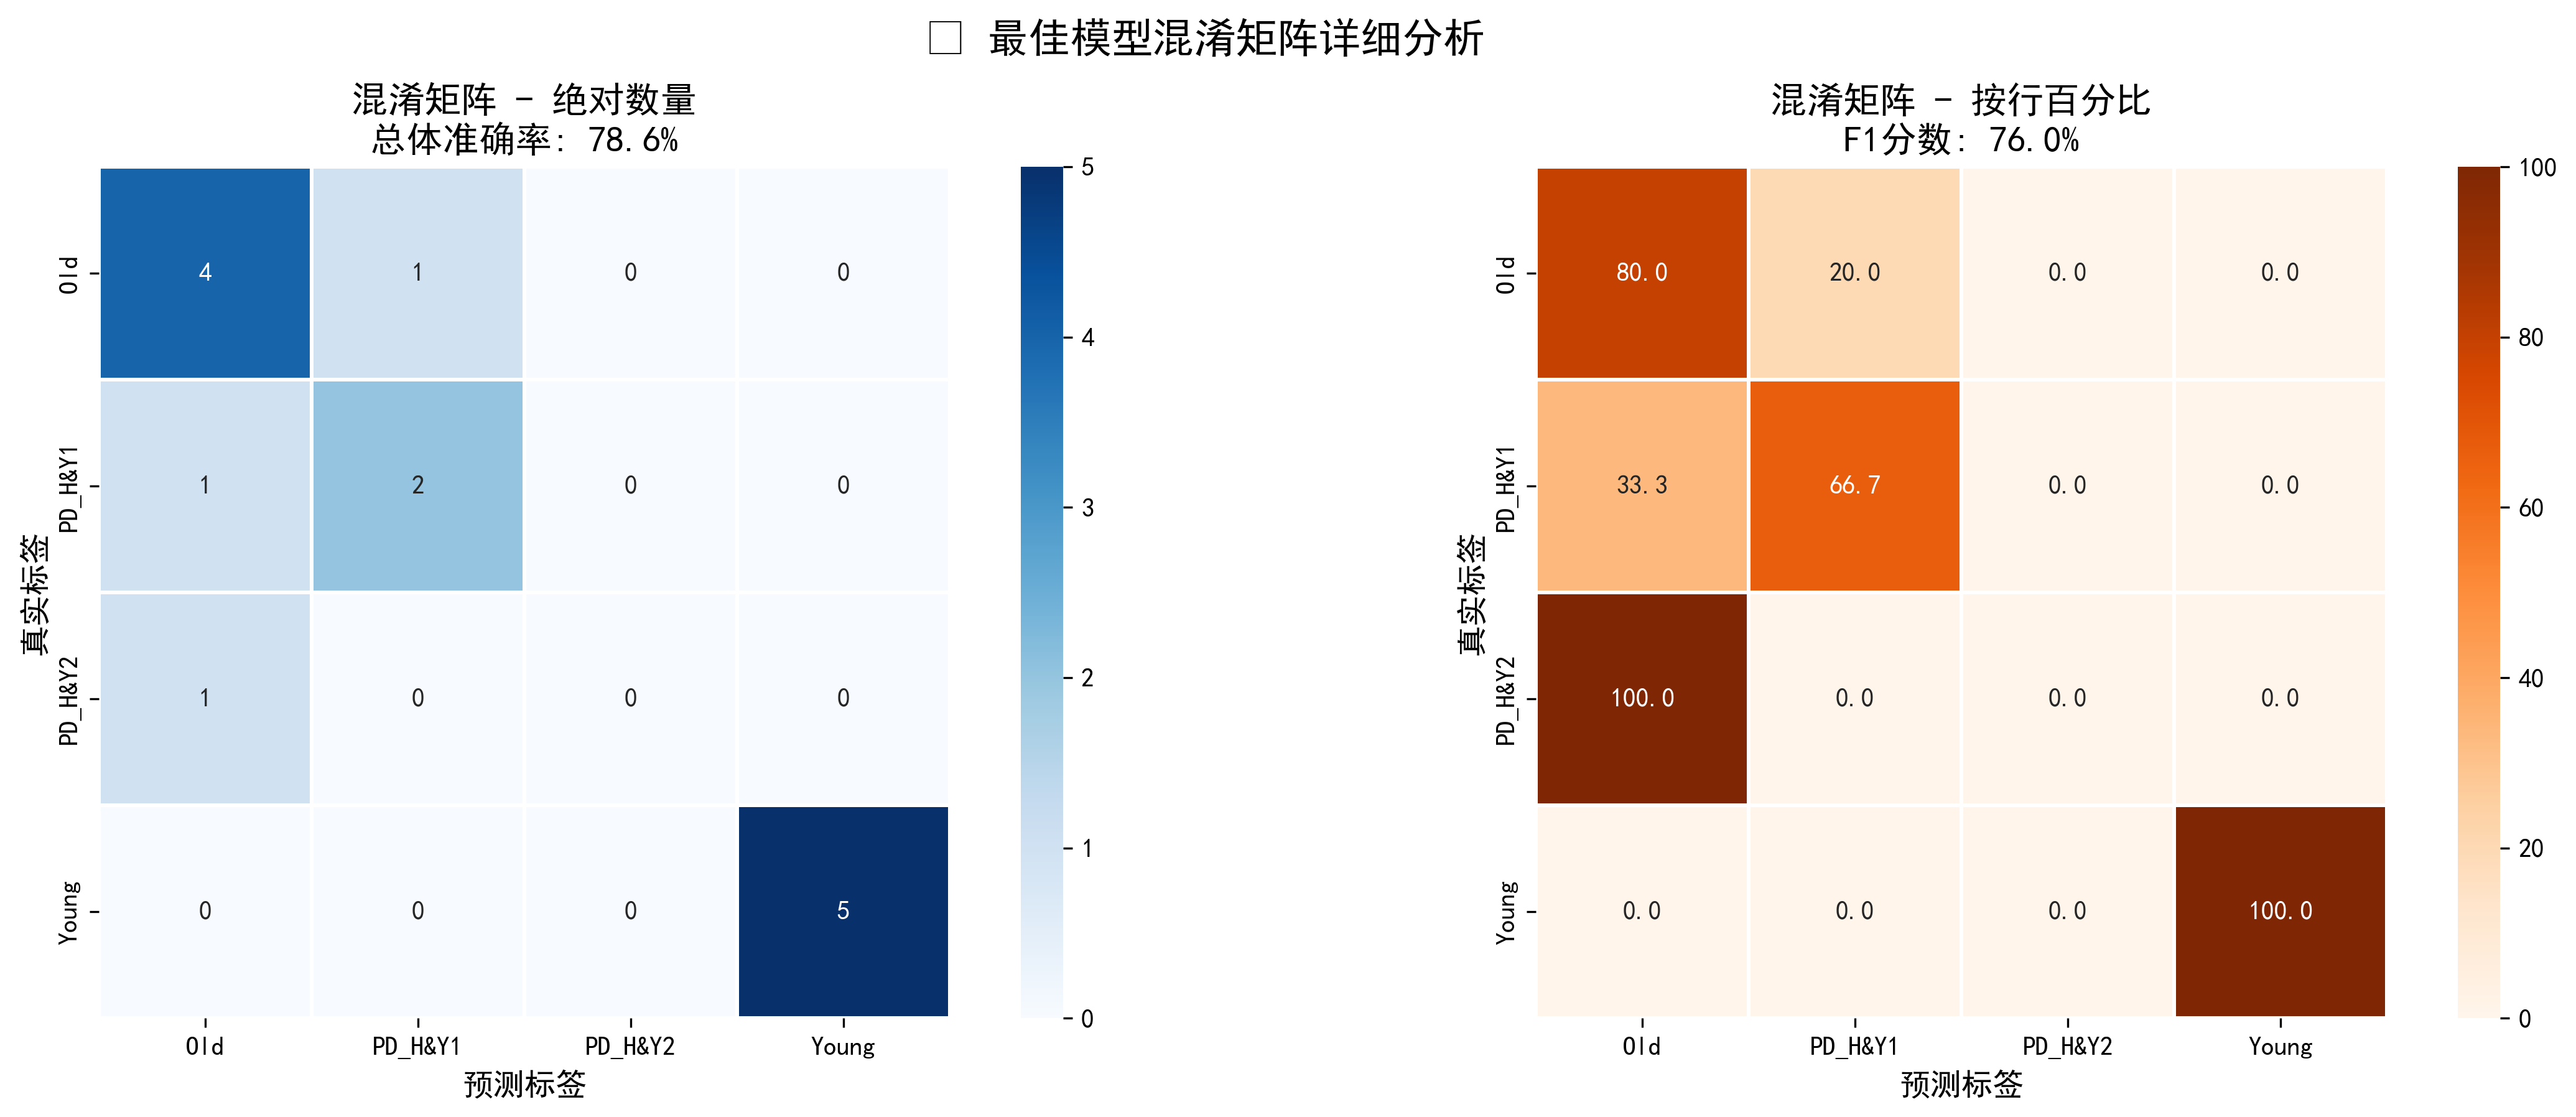 □ 最佳模型混淆矩阵详细分析
混淆矩阵 - 绝对数量
总体准确率: 78.6%
4 1 0 0
1 2 0 0
1 0 0 0
0 0 0 5
Old
PD_H&Y1
PD_H&Y2
Young
真实标签
Old PD_H&Y1 PD_H&Y2 Young
预测标签
5
4
3
2
1
0
混淆矩阵 - 按行百分比
F1分数: 76.0%
80.0 20.0 0.0 0.0
33.3 66.7 0.0 0.0
100.0 0.0 0.0 0.0
0.0 0.0 0.0 100.0
Old
PD_H&Y1
PD_H&Y2
Young
真实标签
Old PD_H&Y1 PD_H&Y2 Young
预测标签
100
80
60
40
20
0